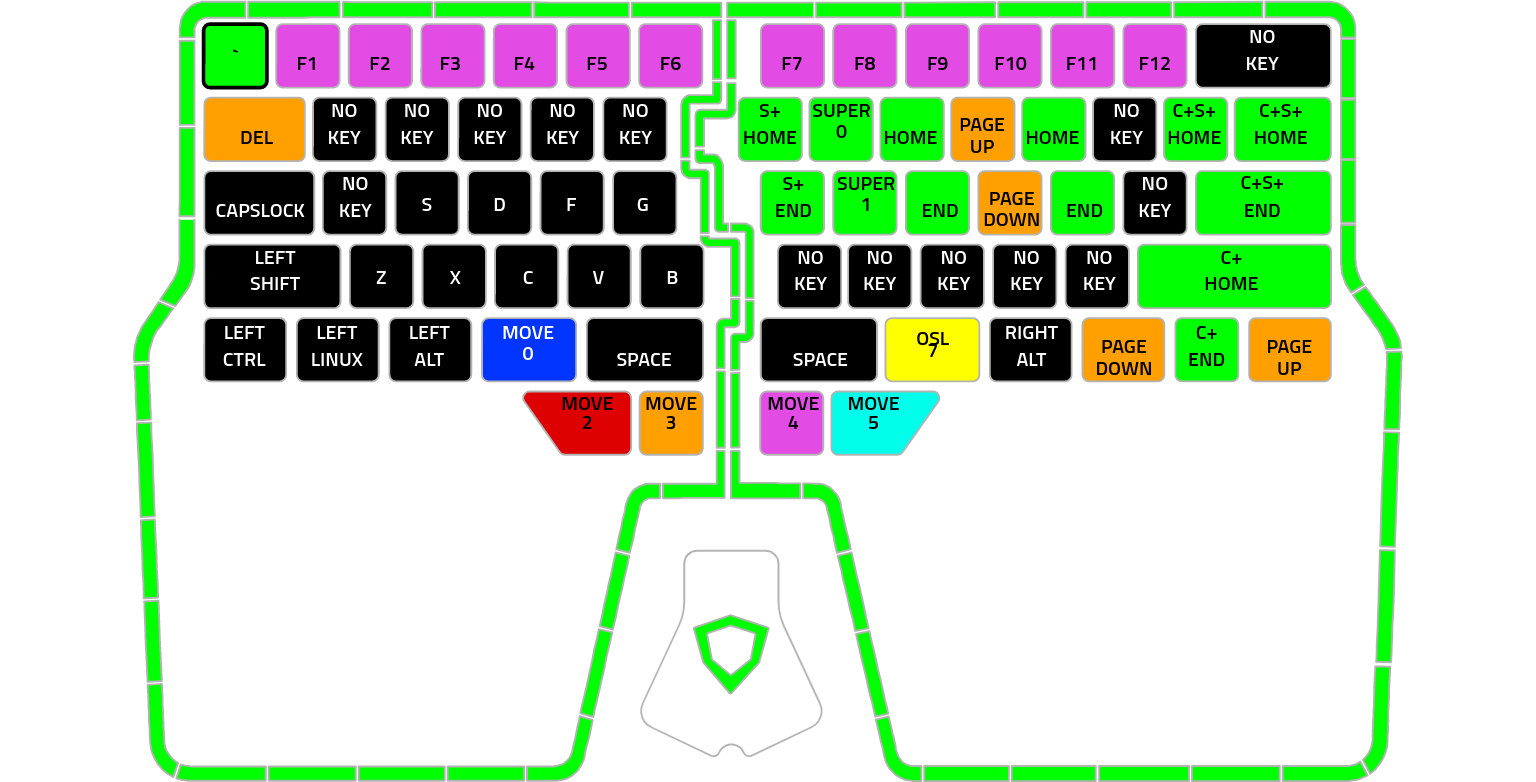 ` F1 F2 F3 F4 F5 F6 F7 F8 F9 F10 F11 F12 NO
KEY
DEL NO
KEY NO
KEY NO
KEY NO
KEY NO
KEY S+
HOME SUPER
0 HOME PAGE
UP HOME NO
KEY C+S+
HOME C+S+
HOME
CAPSLOCK NO
KEY S D F G S+
END SUPER
1 END PAGE
DOWN END NO
KEY C+S+
END
LEFT
SHIFT Z X C V B NO
KEY NO
KEY NO
KEY NO
KEY NO
KEY C+
HOME
LEFT
CTRL LEFT
LINUX LEFT
ALT MOVE
0 SPACE SPACE OSL
7 RIGHT
ALT PAGE
DOWN C+
END PAGE
UP
MOVE
2 MOVE
3 MOVE
4 MOVE
5